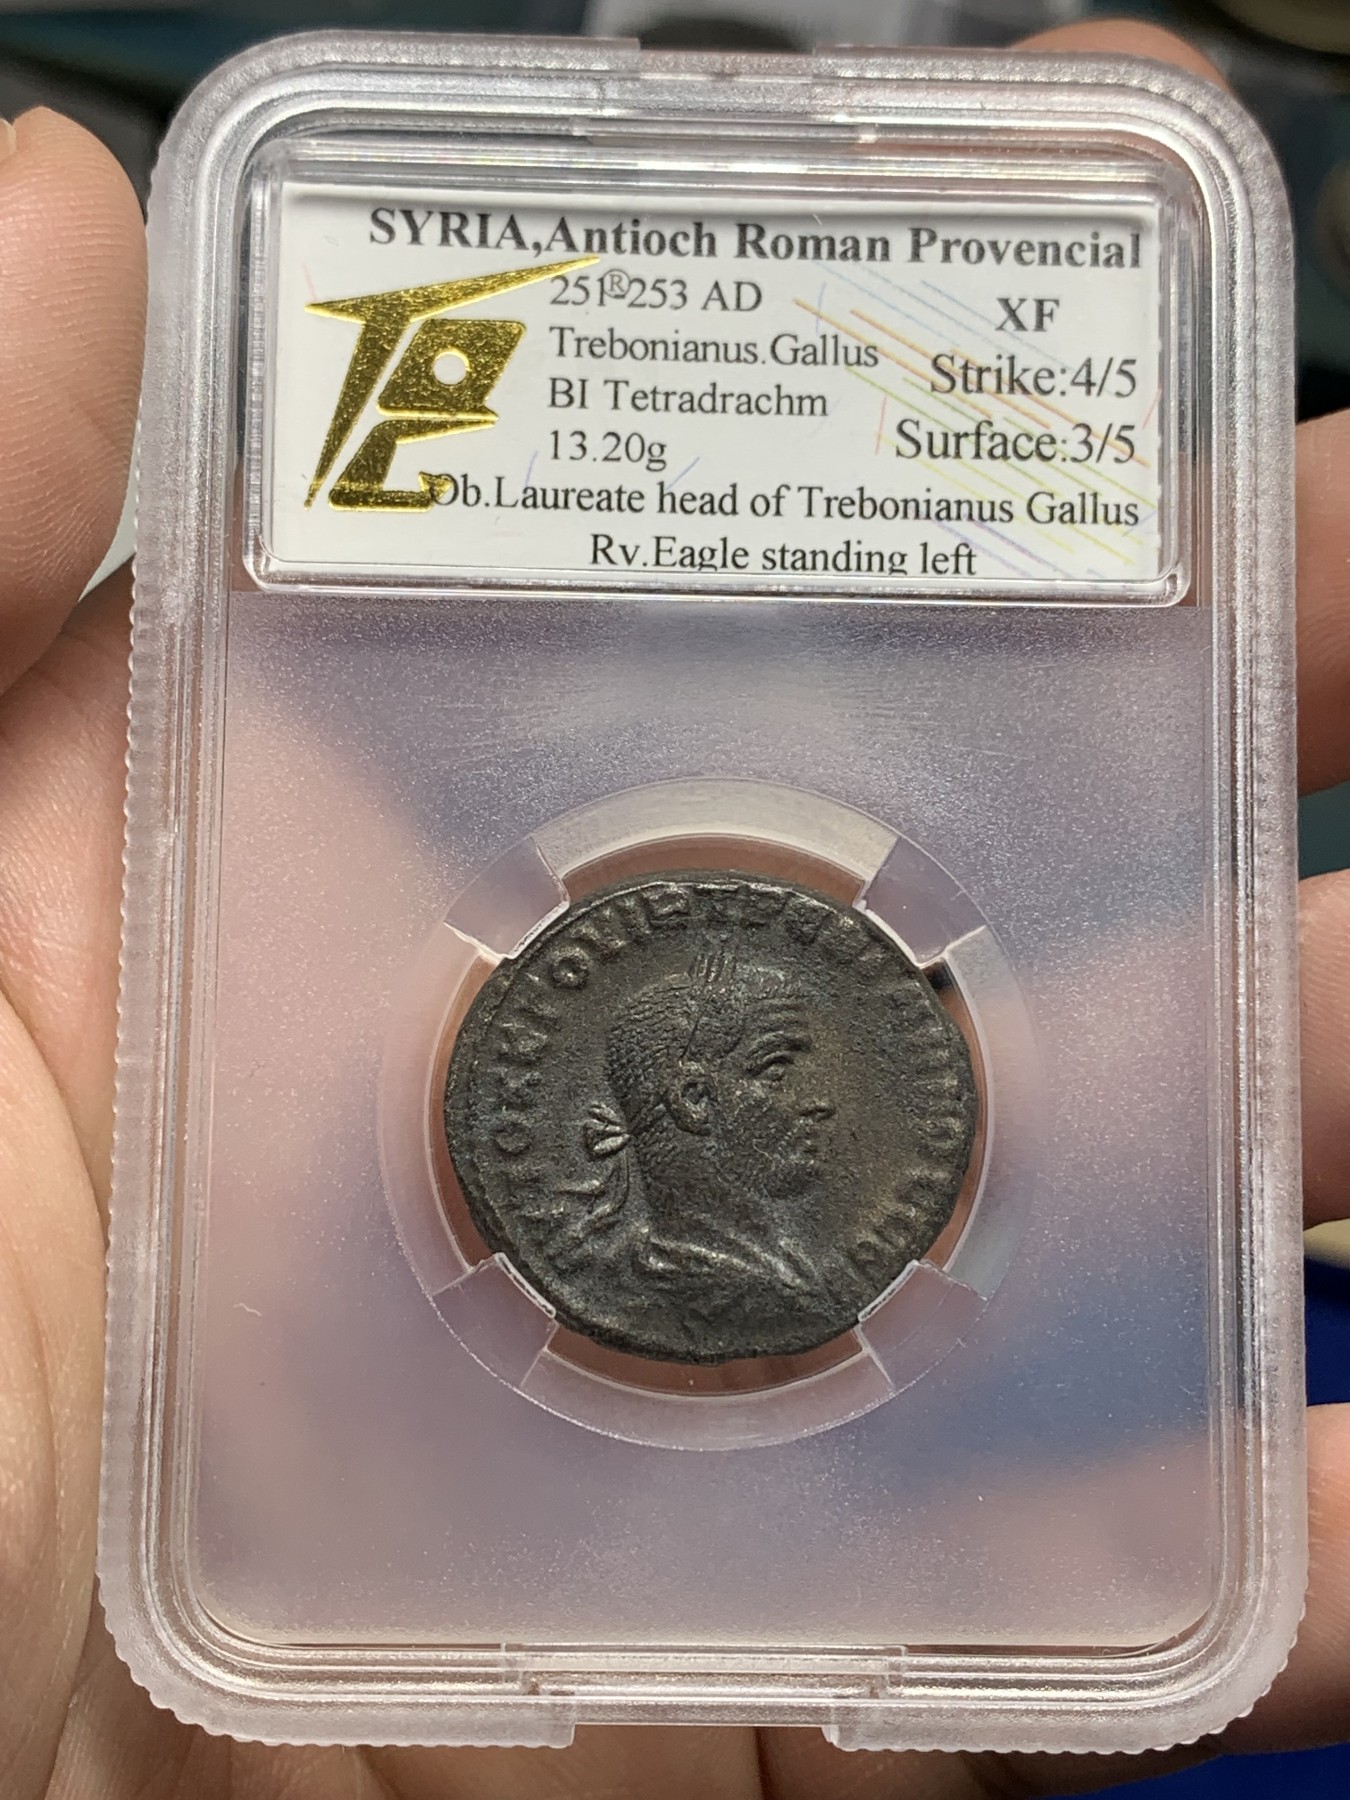 SYRIA,Antioch Roman Provencial
251-253 AD
®
XF
Trebonianus.Gallus
Strike:4/5
BI Tetradrachm
13.20g
Surface:3/5
Ob.Laureate head of Trebonianus Gallus
Rv.Eagle standing left